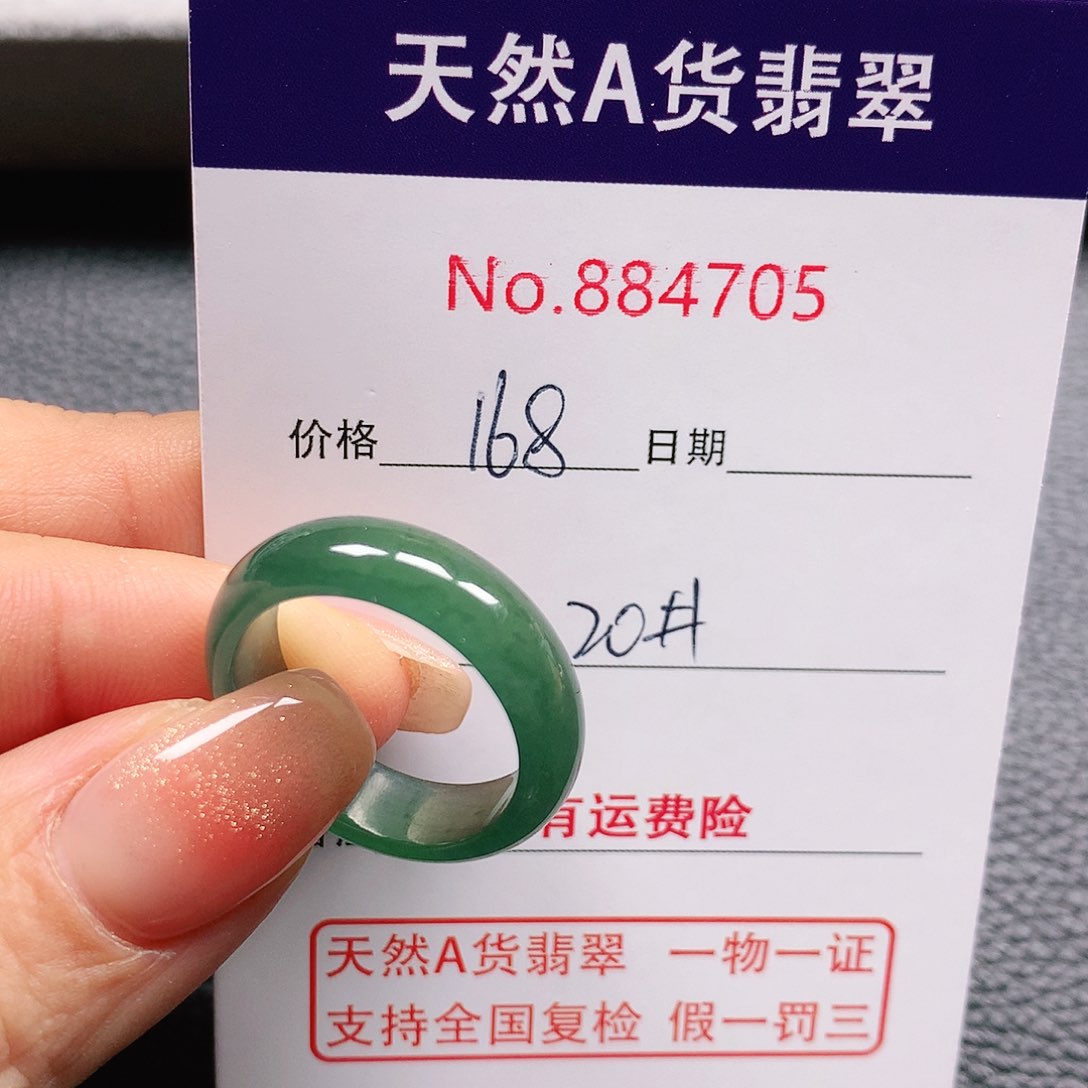 天然A货翡翠
No.884705
价格 168 日期
20#
有运费险
天然A货翡翠 一物一证
支持全国复检 假一罚三